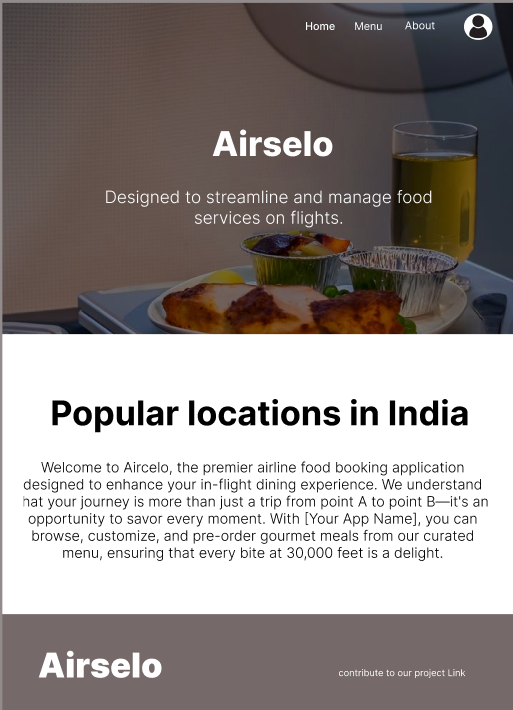 Home Menu About
Airselo
Designed to streamline and manage food
services on flights.
Popular locations in India
Welcome to Aircelo, the premier airline food booking application
designed to enhance your in-flight dining experience. We understand
hat your journey is more than just a trip from point A to point B—it's an
opportunity to savor every moment. With [Your App Name], you can
browse, customize, and pre-order gourmet meals from our curated
menu, ensuring that every bite at 30,000 feet is a delight.
Airselo
contribute to our project Link